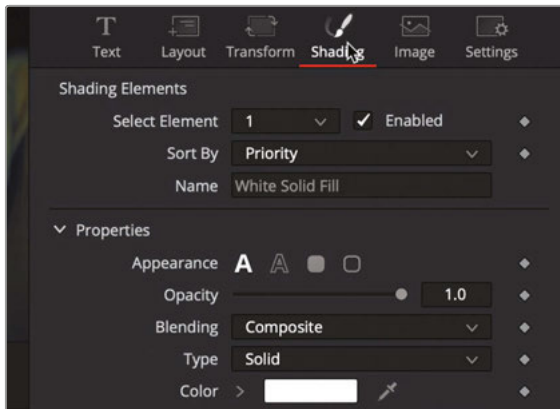 Text Layout Transform Shading Image Settings
Shading Elements
Select Element 1 Enabled
Sort By Priority
Name White Solid Fill
Properties
Appearance A A
Opacity 1.0
Blending Composite
Type Solid
Color